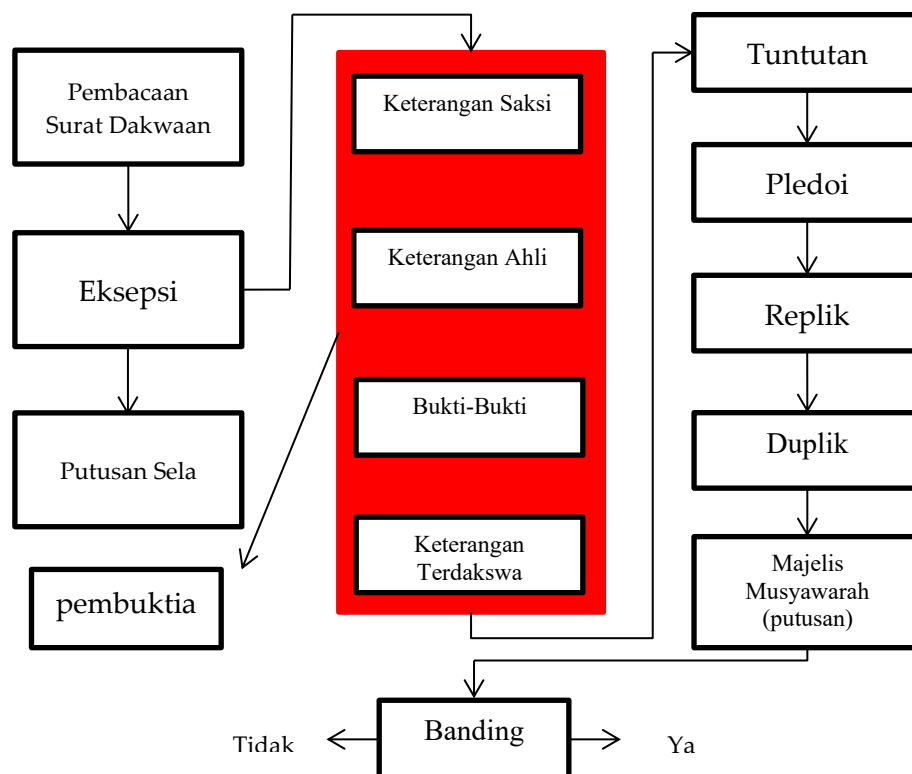 Pembacaan
Surat Dakwaan
Eksepsi
Putusan Sela
pembuktia
Keterangan Saksi
Keterangan Ahli
Bukti-Bukti
Keterangan
Terdakswa
Tuntutan
Pledoi
Replik
Duplik
Majelis
Musyawarah
(putusan)
Banding
Tidak
Ya